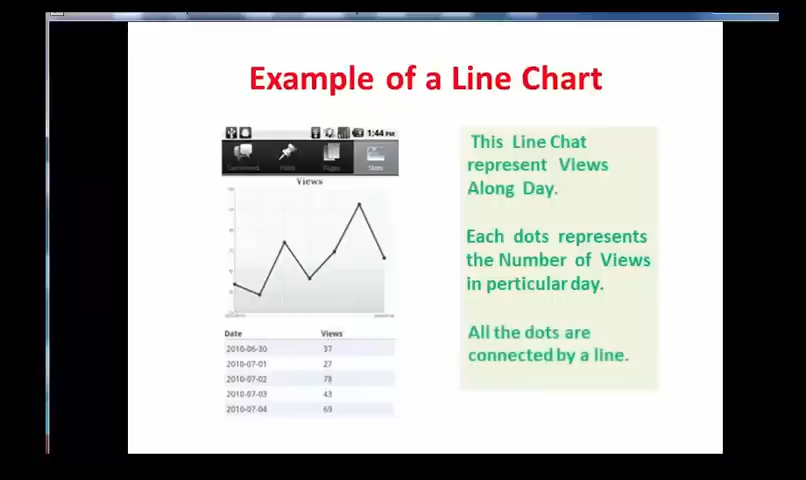 Example of a Line Chart
1:44 PM
Pages
Stats
Views
Date Views
2010-06-30 37
2010-07-01 27
2010-07-02 78
2010-07-03 43
2010-07-04 69
This Line Chat
represent Views
Along Day.
Each dots represents
the Number of Views
in perticular day.
All the dots are
connected by a line.